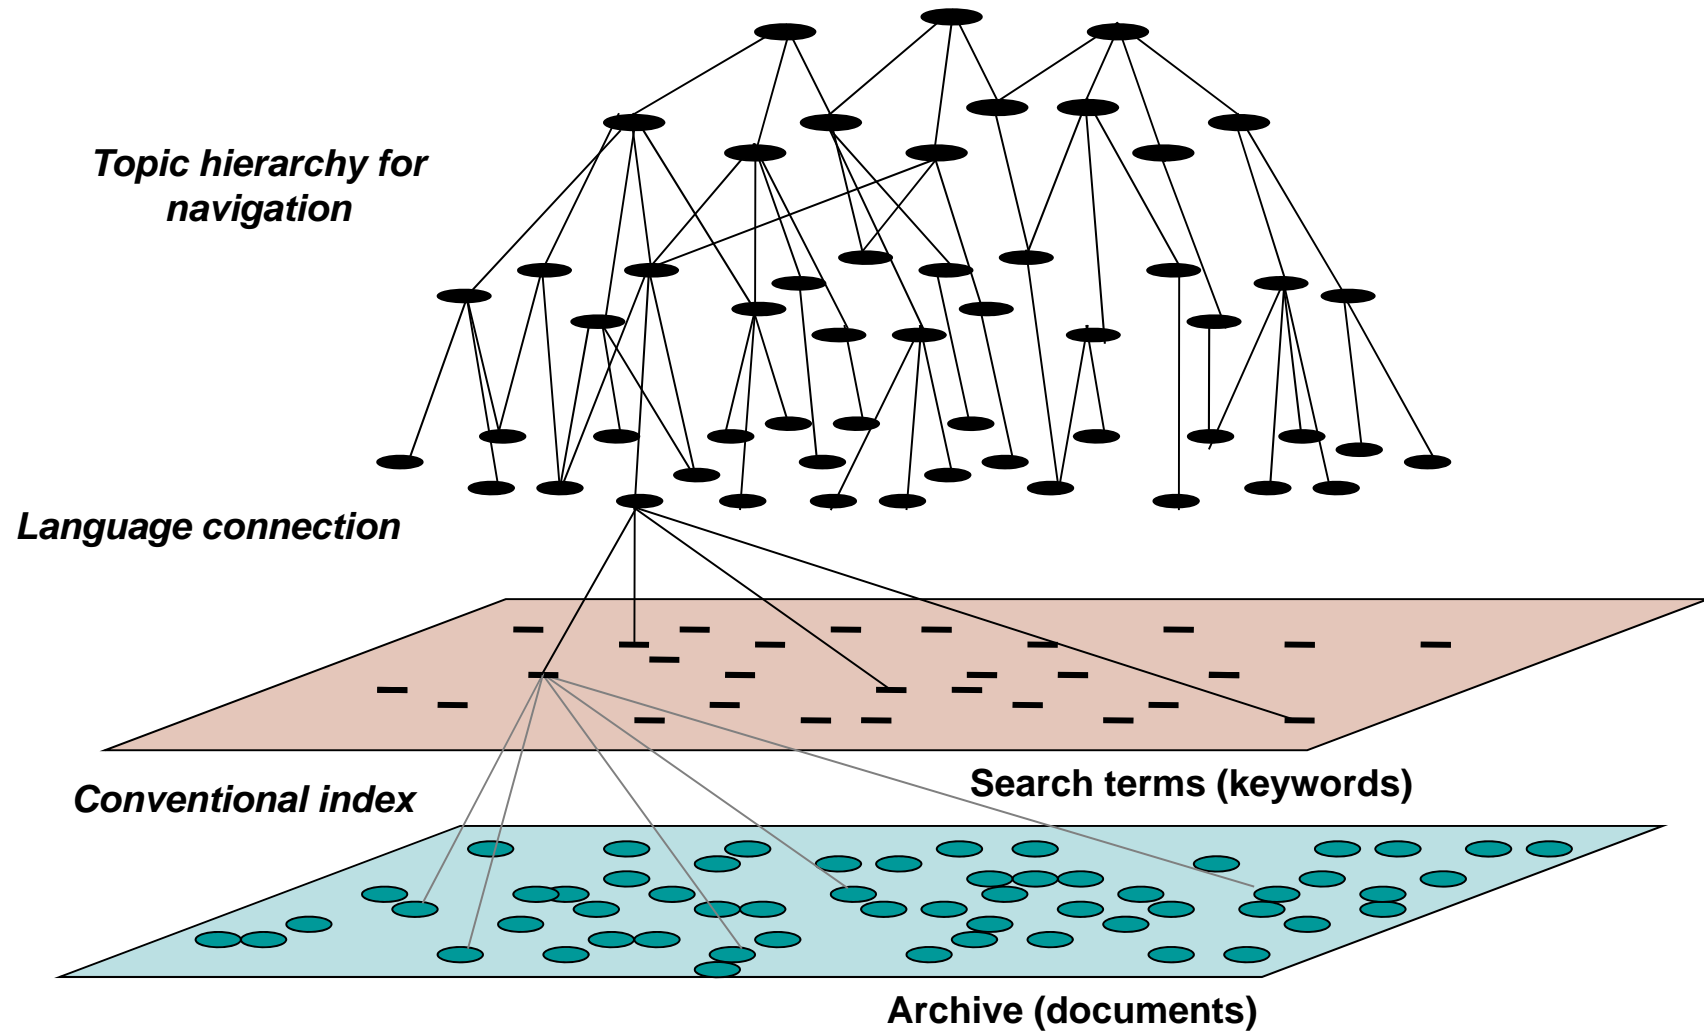 Topic hierarchy for
navigation
Language connection
Search terms (keywords)
Conventional index
Archive (documents)